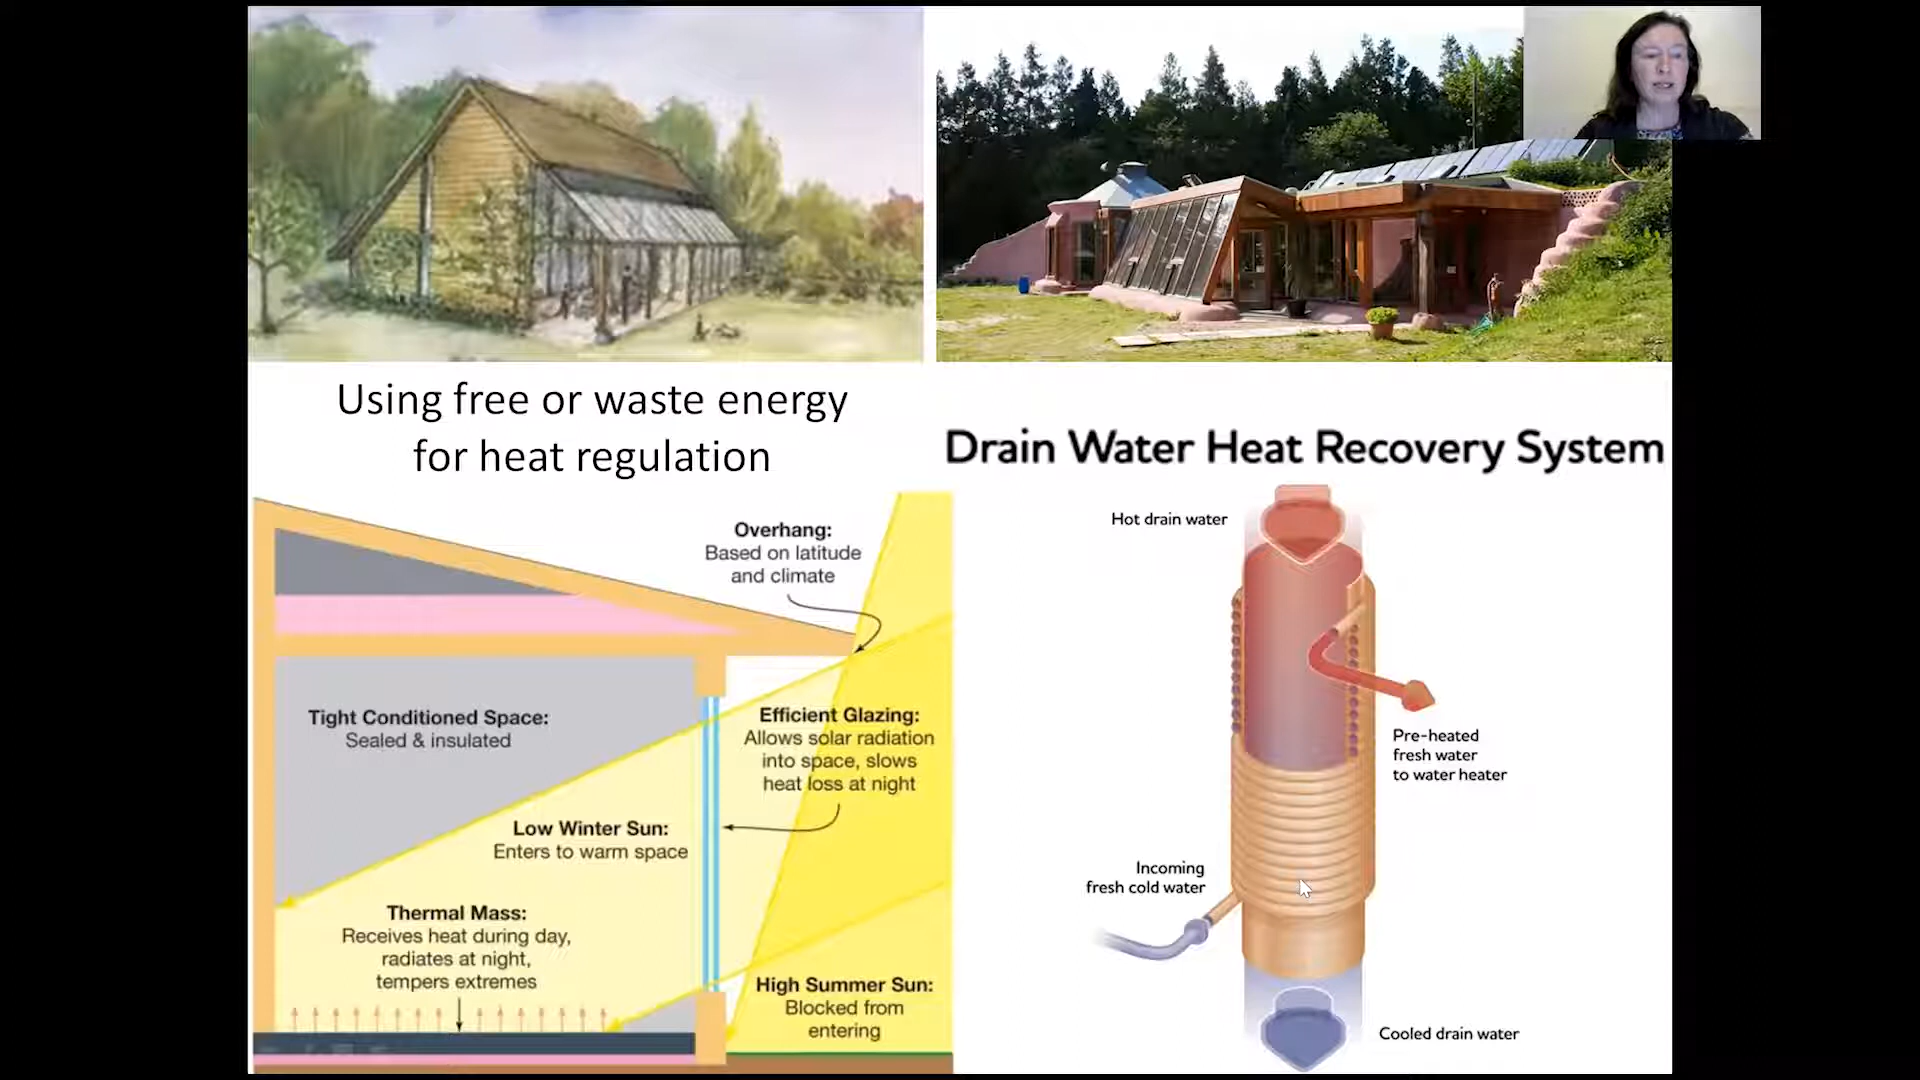 Using free or waste energy
for heat regulation
Overhang:
Based on latitude
and climate
Tight Conditioned Space:
Sealed & insulated
Efficient Glazing:
Allows solar radiation
into space, slows
heat loss at night
Low Winter Sun:
Enters to warm space
Thermal Mass:
Receives heat during day,
radiates at night,
tempers extremes
High Summer Sun:
Blocked from
entering
Drain Water Heat Recovery System
Hot drain water
Pre-heated
fresh water
to water heater
Incoming
fresh cold water
Cooled drain water